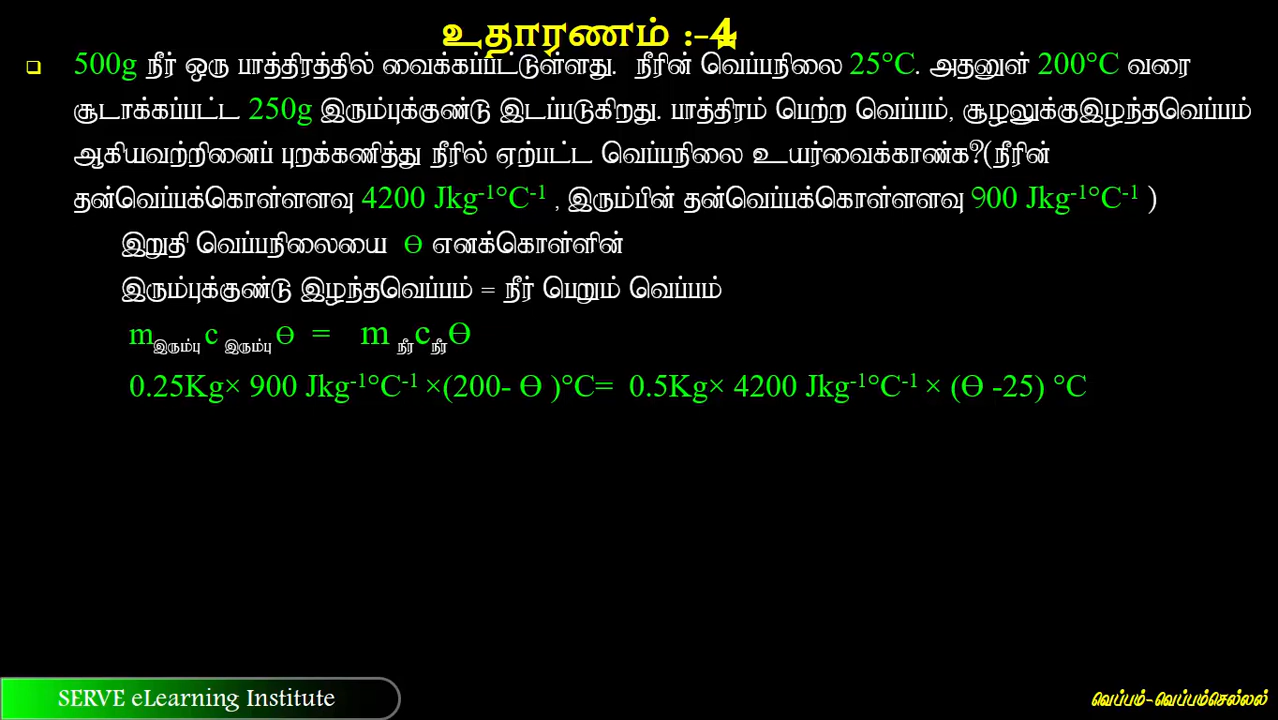 உதாரணம் :-4
❑ 500g நீர் ஒரு பாத்திரத்தில் வைக்கப்பட்டுள்ளது. நீரின் வெப்பநிலை 25°C. அதனுள் 200°C வரை
சூடாக்கப்பட்ட 250g இரும்புக்குண்டு இடப்படுகிறது. பாத்திரம் பெற்ற வெப்பம், சூழலுக்குஇழந்தவெப்பம்
ஆகியவற்றினைப் புறக்கணித்து நீரில் ஏற்பட்ட வெப்பநிலை உயர்வைக்காண்க?(நீரின்
தன்வெப்பக்கொள்ளளவு 4200 Jkg⁻¹°C⁻¹ , இரும்பின் தன்வெப்பக்கொள்ளளவு 900 Jkg⁻¹°C⁻¹ )
இறுதி வெப்பநிலையை ϴ எனக்கொள்ளின்
இரும்புக்குண்டு இழந்தவெப்பம் = நீர் பெறும் வெப்பம்
m இரும்பு c இரும்பு ϴ = m நீர் c நீர் ϴ
0.25Kg× 900 Jkg⁻¹°C⁻¹ ×(200- ϴ )°C= 0.5Kg× 4200 Jkg⁻¹°C⁻¹ × (ϴ -25) °C
SERVE eLearning Institute
வெப்பம்-வெப்பம்செல்லல்